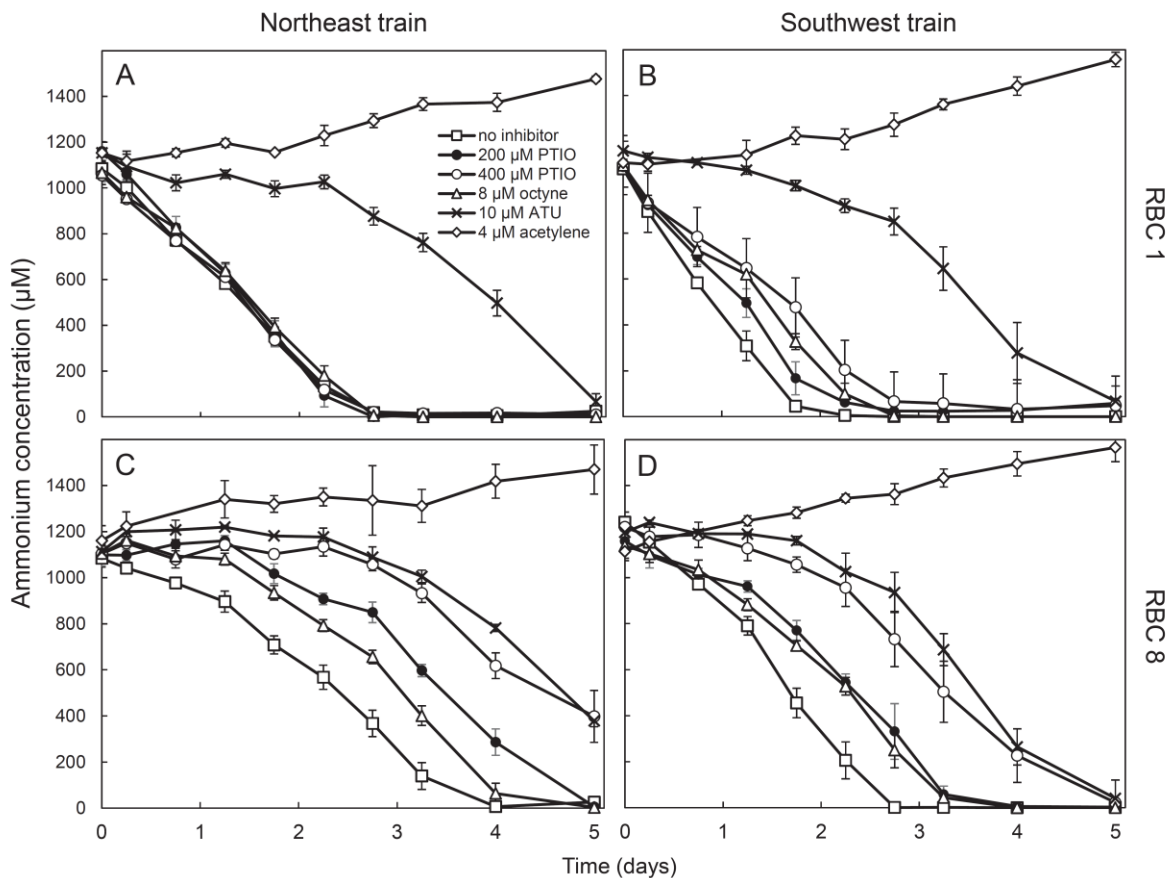 Northeast train
Southwest train
A
B
1400
1200
1000
800
600
400
200
0
no inhibitor
200 µM PTIO
400 µM PTIO
8 µM octyne
10 µM ATU
4 µM acetylene
RBC 1
C
D
1400
1200
1000
800
600
400
200
0
RBC 8
Ammonium concentration (µM)
0 1 2 3 4 5
0 1 2 3 4 5
Time (days)